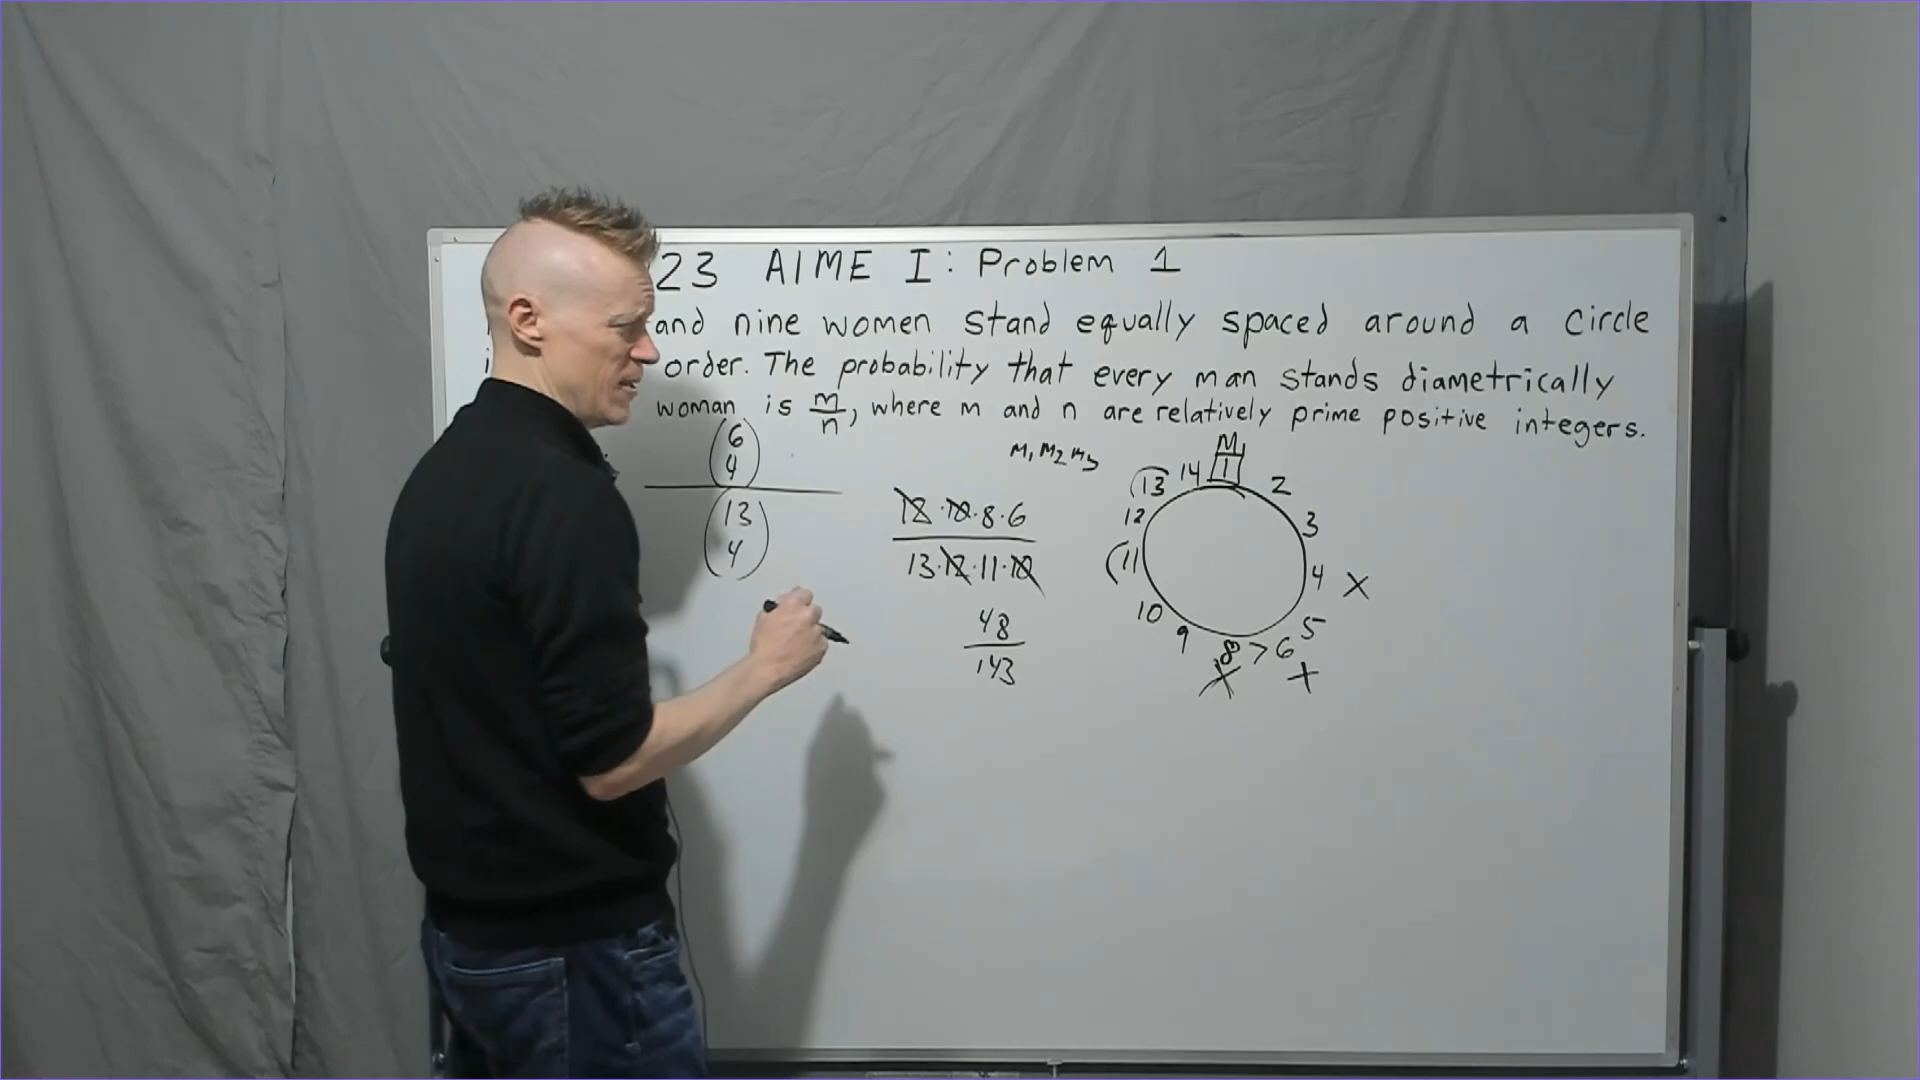 23 AIME I: Problem 1
and nine women stand equally spaced around a circle
order. The probability that every man stands diametrically
woman is m/n, where m and n are relatively prime positive integers.
(6
4)
(13
4)
12·10·8·6
13·12·11·10
48
143
M1 M2 M3
M1
1
2
3
4 X
5
6 X
7
8 X
9
10
11
12
13
14